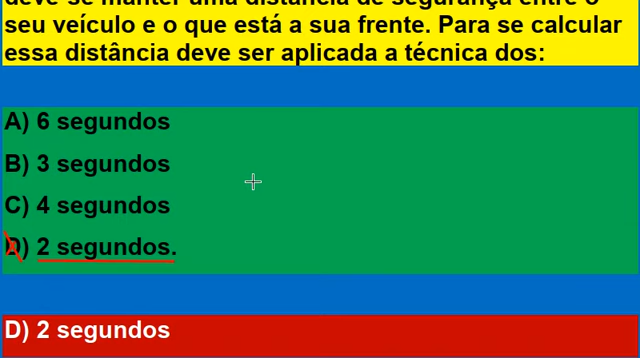 deve-se manter uma distância de segurança entre o
seu veículo e o que está a sua frente. Para se calcular
essa distância deve ser aplicada a técnica dos:
A) 6 segundos
B) 3 segundos
C) 4 segundos
D) 2 segundos.
D) 2 segundos